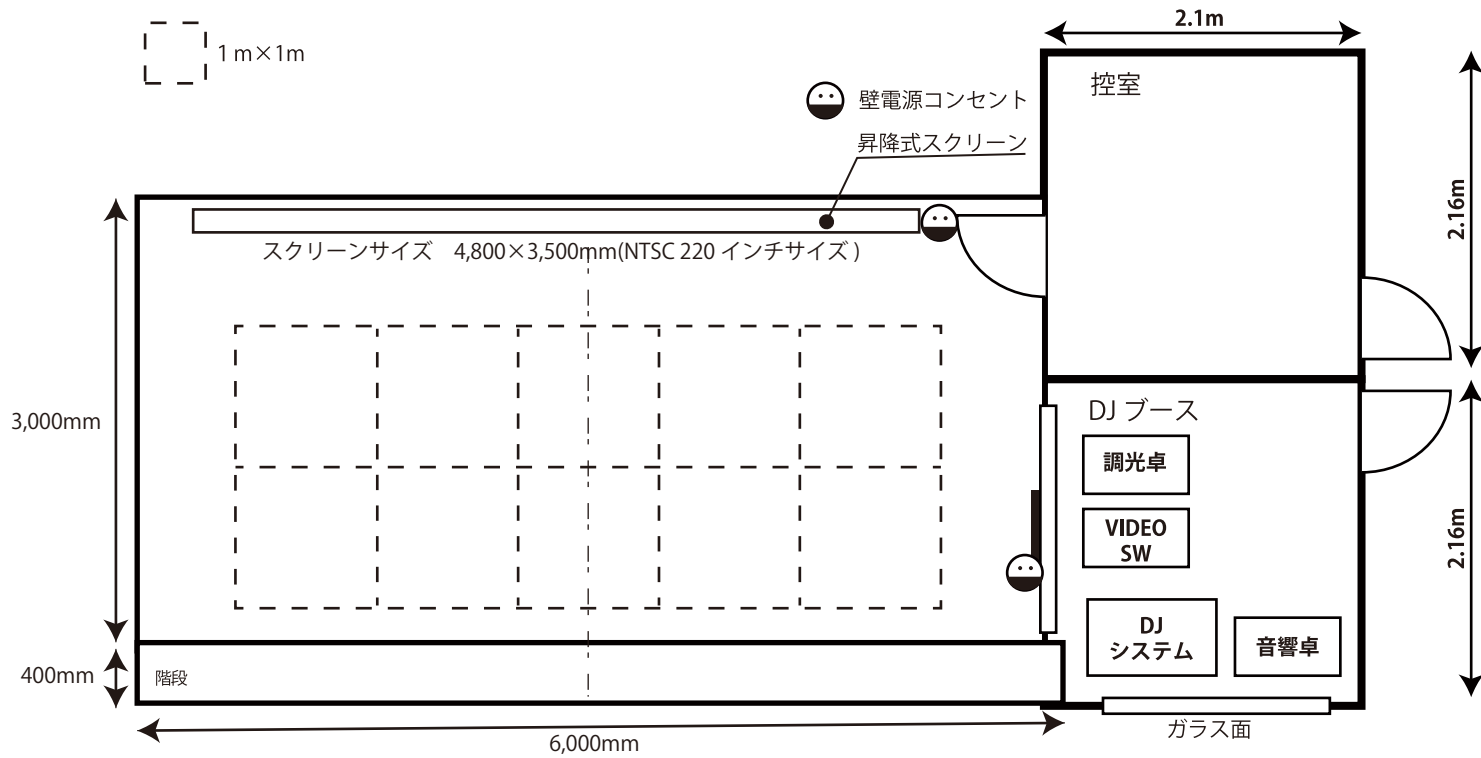 2.1m
1 m×1m
控室
壁電源コンセント
昇降式スクリーン
2.16m
スクリーンサイズ 4,800×3,500mm(NTSC 220 インチサイズ )
3,000mm
DJ ブース
調光卓
VIDEO
SW
2.16m
DJ
システム
音響卓
400mm
階段
ガラス面
6,000mm